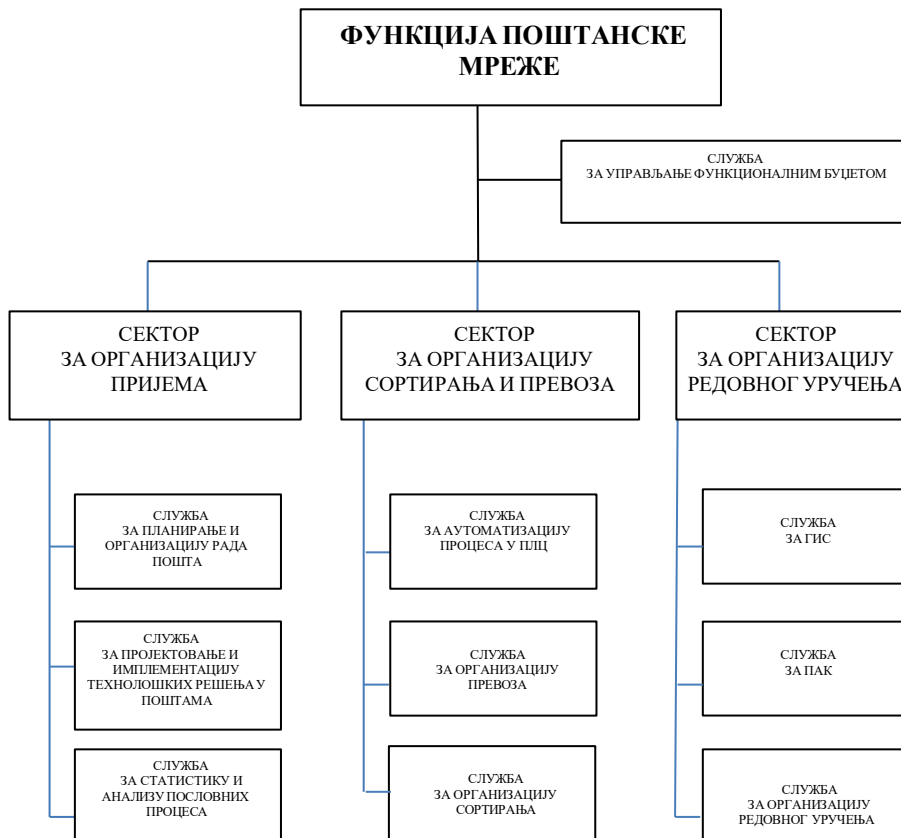 ФУНКЦИЈА ПОШТАНСКЕ
МРЕЖЕ
СЛУЖБА
ЗА УПРАВЉАЊЕ ФУНКЦИОНАЛНИМ БУЏЕТОМ
СЕКТОР
ЗА ОРГАНИЗАЦИЈУ
ПРИЈЕМА
СЛУЖБА
ЗА ПЛАНИРАЊЕ И
ОРГАНИЗАЦИЈУ РАДА
ПОШТА
СЛУЖБА
ЗА ПРОЈЕКТОВАЊЕ И
ИМПЛЕМЕНТАЦИЈУ
ТЕХНОЛОШКИХ РЕШЕЊА У
ПОШТАМА
СЛУЖБА
ЗА СТАТИСТИКУ И
АНАЛИЗУ ПОСЛОВНИХ
ПРОЦЕСА
СЕКТОР
ЗА ОРГАНИЗАЦИЈУ
СОРТИРАЊА И ПРЕВОЗА
СЛУЖБА
ЗА АУТОМАТИЗАЦИЈУ
ПРОЦЕСА У ПЛЦ
СЛУЖБА
ЗА ОРГАНИЗАЦИЈУ
ПРЕВОЗА
СЛУЖБА
ЗА ОРГАНИЗАЦИЈУ
СОРТИРАЊА
СЕКТОР
ЗА ОРГАНИЗАЦИЈУ
РЕДОВНОГ УРУЧЕЊА
СЛУЖБА
ЗА ГИС
СЛУЖБА
ЗА ПАК
СЛУЖБА
ЗА ОРГАНИЗАЦИЈУ
РЕДОВНОГ УРУЧЕЊА